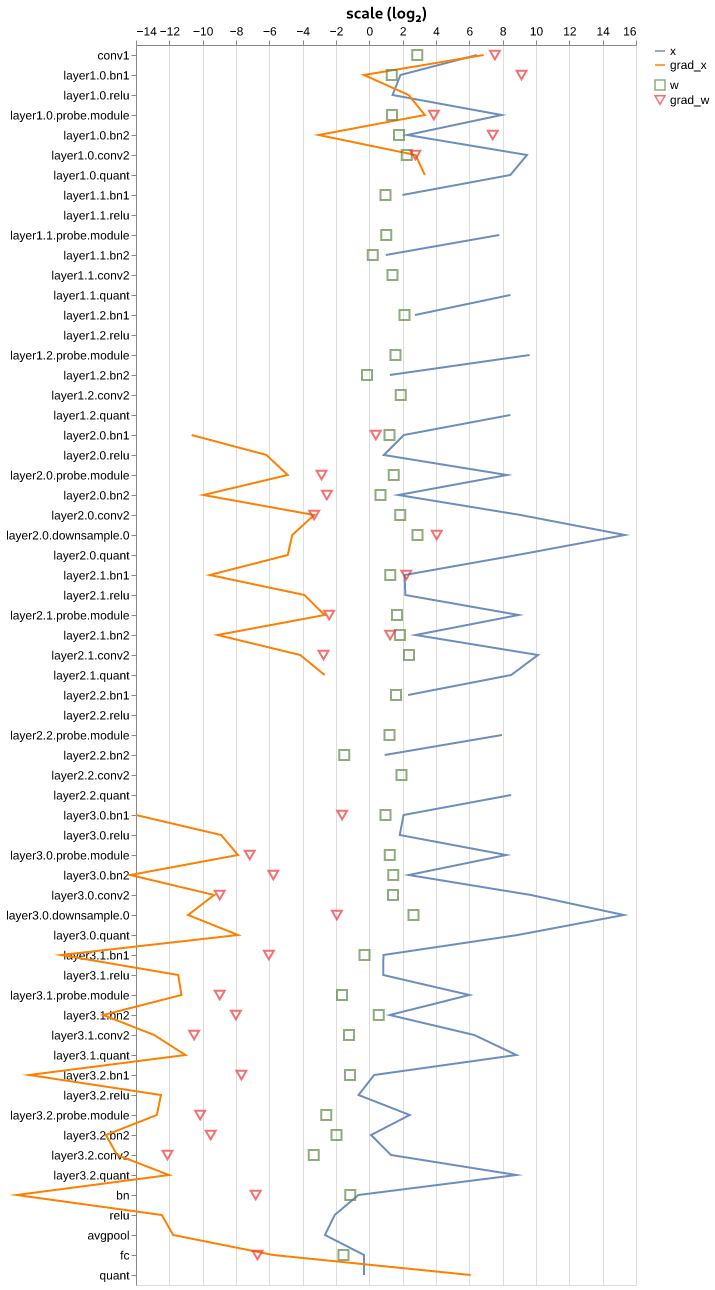 scale (log₂)
−14 −12 −10 −8 −6 −4 −2 0 2 4 6 8 10 12 14 16
x
grad_x
w
grad_w
conv1
layer1.0.bn1
layer1.0.relu
layer1.0.probe.module
layer1.0.bn2
layer1.0.conv2
layer1.0.quant
layer1.1.bn1
layer1.1.relu
layer1.1.probe.module
layer1.1.bn2
layer1.1.conv2
layer1.1.quant
layer1.2.bn1
layer1.2.relu
layer1.2.probe.module
layer1.2.bn2
layer1.2.conv2
layer1.2.quant
layer2.0.bn1
layer2.0.relu
layer2.0.probe.module
layer2.0.bn2
layer2.0.conv2
layer2.0.downsample.0
layer2.0.quant
layer2.1.bn1
layer2.1.relu
layer2.1.probe.module
layer2.1.bn2
layer2.1.conv2
layer2.1.quant
layer2.2.bn1
layer2.2.relu
layer2.2.probe.module
layer2.2.bn2
layer2.2.conv2
layer2.2.quant
layer3.0.bn1
layer3.0.relu
layer3.0.probe.module
layer3.0.bn2
layer3.0.conv2
layer3.0.downsample.0
layer3.0.quant
layer3.1.bn1
layer3.1.relu
layer3.1.probe.module
layer3.1.bn2
layer3.1.conv2
layer3.1.quant
layer3.2.bn1
layer3.2.relu
layer3.2.probe.module
layer3.2.bn2
layer3.2.conv2
layer3.2.quant
bn
relu
avgpool
fc
quant